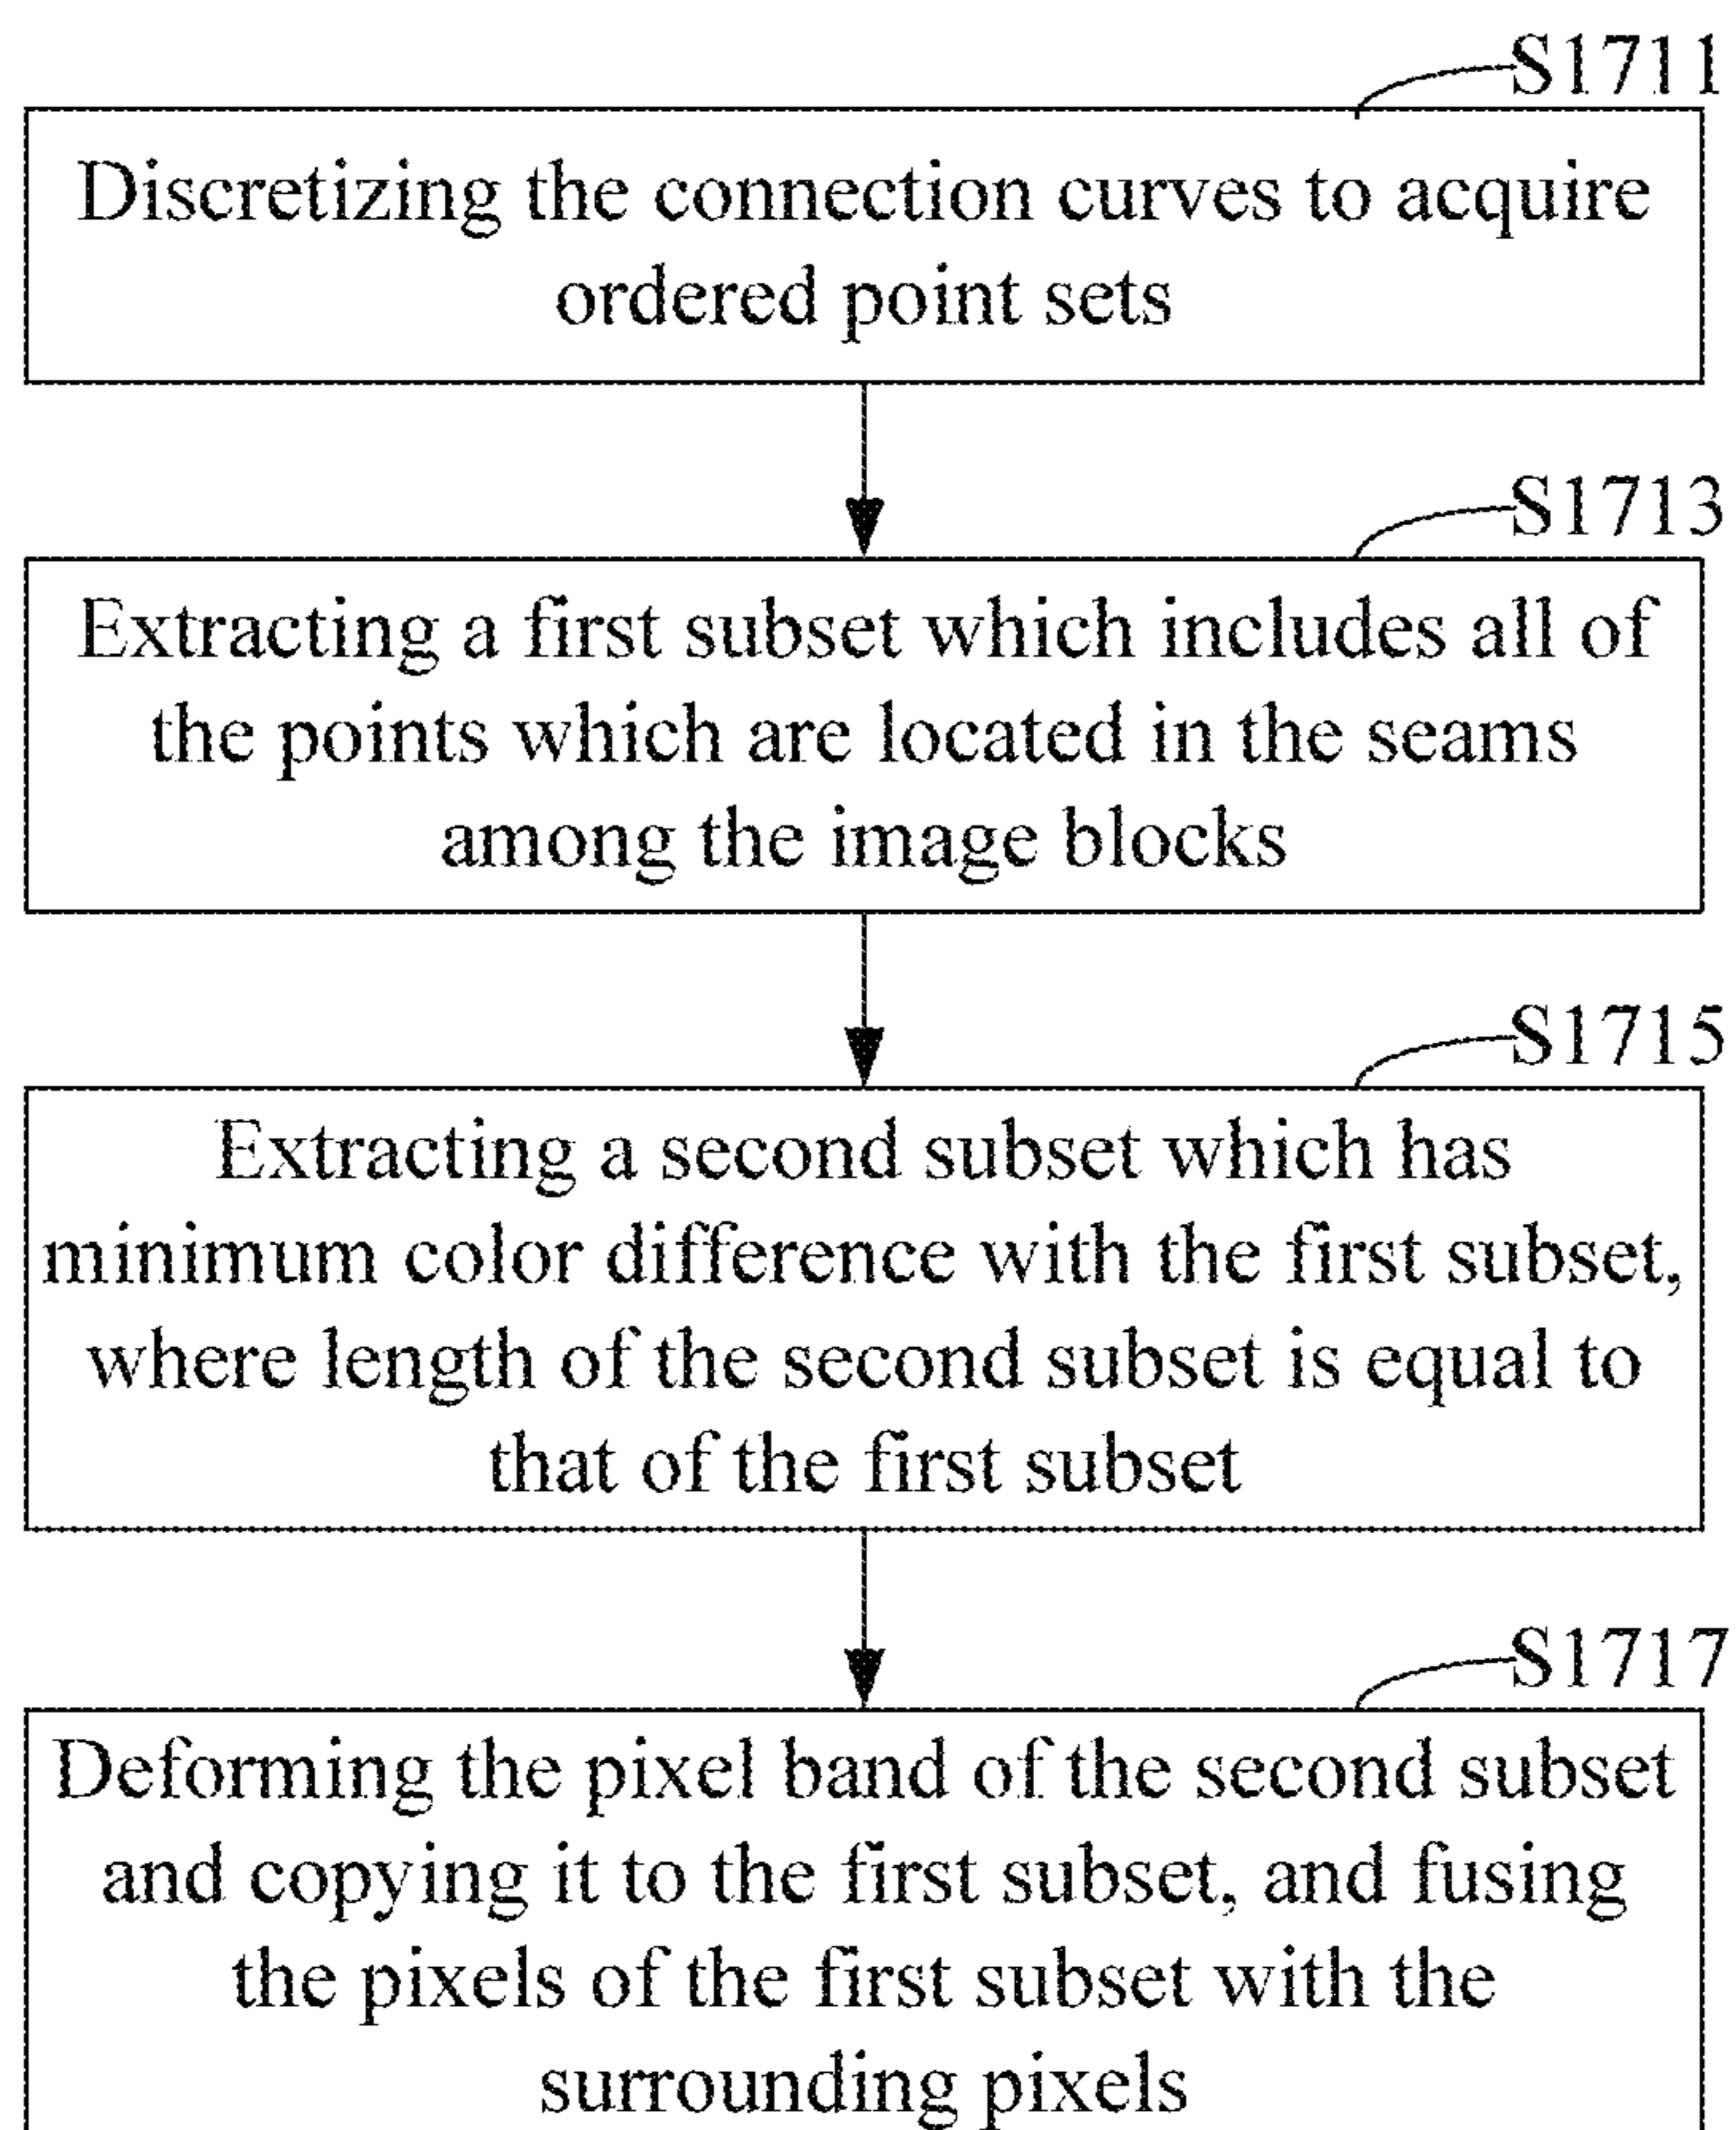 S1711
Discretizing the connection curves to acquire
ordered point sets
S1713
Extracting a first subset which includes all of
the points which are located in the seams
among the image blocks
S1715
Extracting a second subset which has
minimum color difference with the first subset,
where length of the second subset is equal to
that of the first subset
S1717
Deforming the pixel band of the second subset
and copying it to the first subset, and fusing
the pixels of the first subset with the
surrounding pixels